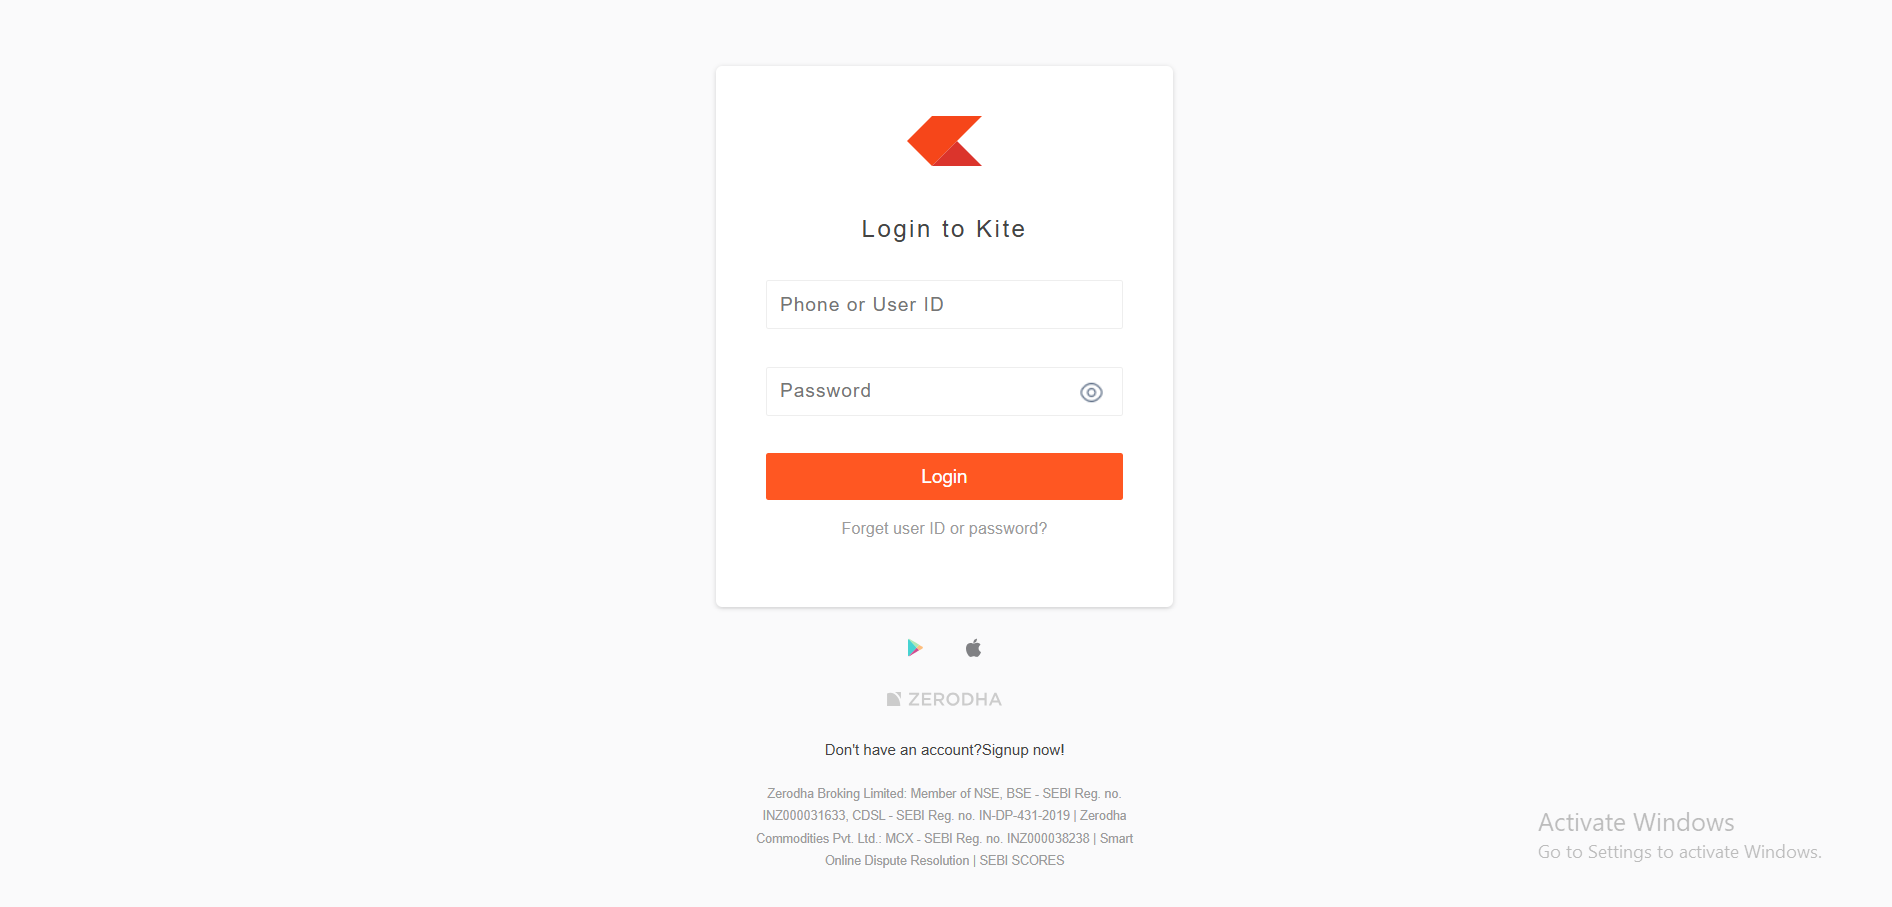 Login to Kite
Phone or User ID
Password
Login
Forget user ID or password?
ZERODHA
Don't have an account?Signup now!
Zerodha Broking Limited: Member of NSE, BSE - SEBI Reg. no.
INZ000031633, CDSL - SEBI Reg. no. IN-DP-431-2019 | Zerodha
Commodities Pvt. Ltd.: MCX - SEBI Reg. no. INZ000038238 | Smart
Online Dispute Resolution | SEBI SCORES
Activate Windows
Go to Settings to activate Windows.